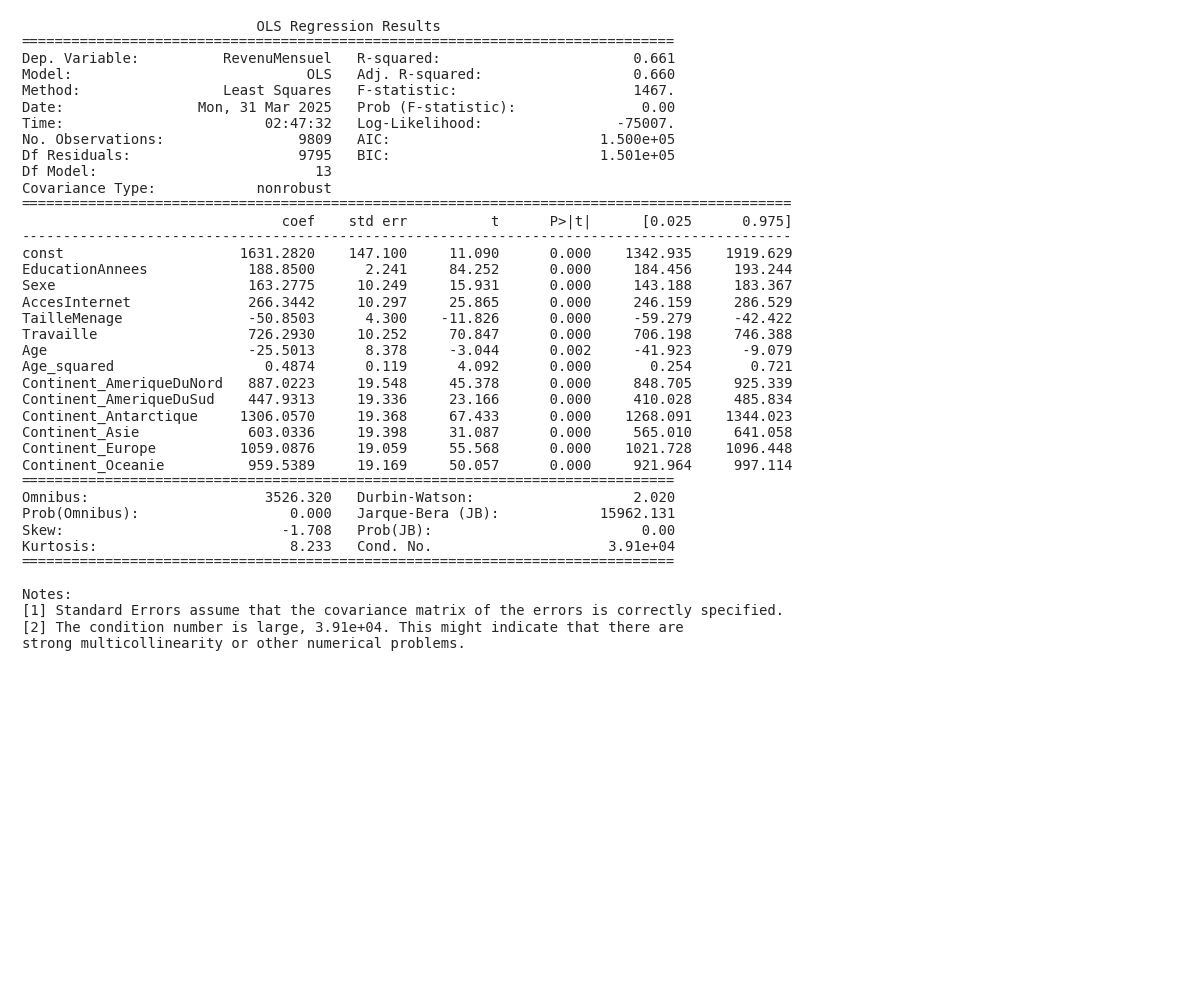 OLS Regression Results
==============================================================================
Dep. Variable:          RevenuMensuel   R-squared:                       0.661
Model:                            OLS   Adj. R-squared:                  0.660
Method:                 Least Squares   F-statistic:                     1467.
Date:                Mon, 31 Mar 2025   Prob (F-statistic):               0.00
Time:                        02:47:32   Log-Likelihood:                -75007.
No. Observations:                9809   AIC:                         1.500e+05
Df Residuals:                    9795   BIC:                         1.501e+05
Df Model:                          13
Covariance Type:            nonrobust
============================================================================================
                               coef    std err          t      P>|t|      [0.025      0.975]
--------------------------------------------------------------------------------------------
const                     1631.2820    147.100     11.090      0.000    1342.935    1919.629
EducationAnnees            188.8500      2.241     84.252      0.000     184.456     193.244
Sexe                       163.2775     10.249     15.931      0.000     143.188     183.367
AccesInternet              266.3442     10.297     25.865      0.000     246.159     286.529
TailleMenage               -50.8503      4.300    -11.826      0.000     -59.279     -42.422
Travaille                  726.2930     10.252     70.847      0.000     706.198     746.388
Age                        -25.5013      8.378     -3.044      0.002     -41.923      -9.079
Age_squared                  0.4874      0.119      4.092      0.000       0.254       0.721
Continent_AmeriqueDuNord   887.0223     19.548     45.378      0.000     848.705     925.339
Continent_AmeriqueDuSud    447.9313     19.336     23.166      0.000     410.028     485.834
Continent_Antarctique     1306.0570     19.368     67.433      0.000    1268.091    1344.023
Continent_Asie             603.0336     19.398     31.087      0.000     565.010     641.058
Continent_Europe          1059.0876     19.059     55.568      0.000    1021.728    1096.448
Continent_Oceanie          959.5389     19.169     50.057      0.000     921.964     997.114
==============================================================================
Omnibus:                     3526.320   Durbin-Watson:                   2.020
Prob(Omnibus):                  0.000   Jarque-Bera (JB):            15962.131
Skew:                          -1.708   Prob(JB):                         0.00
Kurtosis:                       8.233   Cond. No.                     3.91e+04
==============================================================================
Notes:
[1] Standard Errors assume that the covariance matrix of the errors is correctly specified.
[2] The condition number is large, 3.91e+04. This might indicate that there are
strong multicollinearity or other numerical problems.